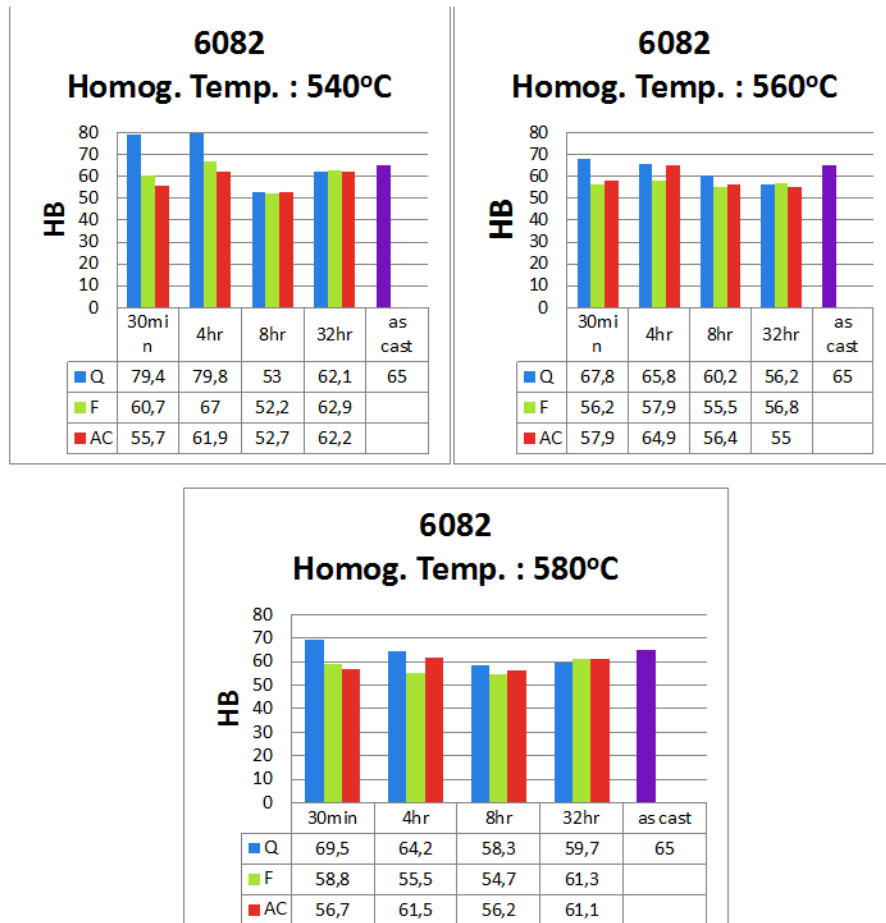 6082
Homog. Temp. : 540°C
HB
80
70
60
50
40
30
20
10
0
30mi
n 4hr 8hr 32hr as
cast
Q 79,4 79,8 53 62,1 65
F 60,7 67 52,2 62,9
AC 55,7 61,9 52,7 62,2
6082
Homog. Temp. : 560°C
HB
80
70
60
50
40
30
20
10
0
30mi
n 4hr 8hr 32hr as
cast
Q 67,8 65,8 60,2 56,2 65
F 56,2 57,9 55,5 56,8
AC 57,9 64,9 56,4 55
6082
Homog. Temp. : 580°C
HB
80
70
60
50
40
30
20
10
0
30min 4hr 8hr 32hr as cast
Q 69,5 64,2 58,3 59,7 65
F 58,8 55,5 54,7 61,3
AC 56,7 61,5 56,2 61,1